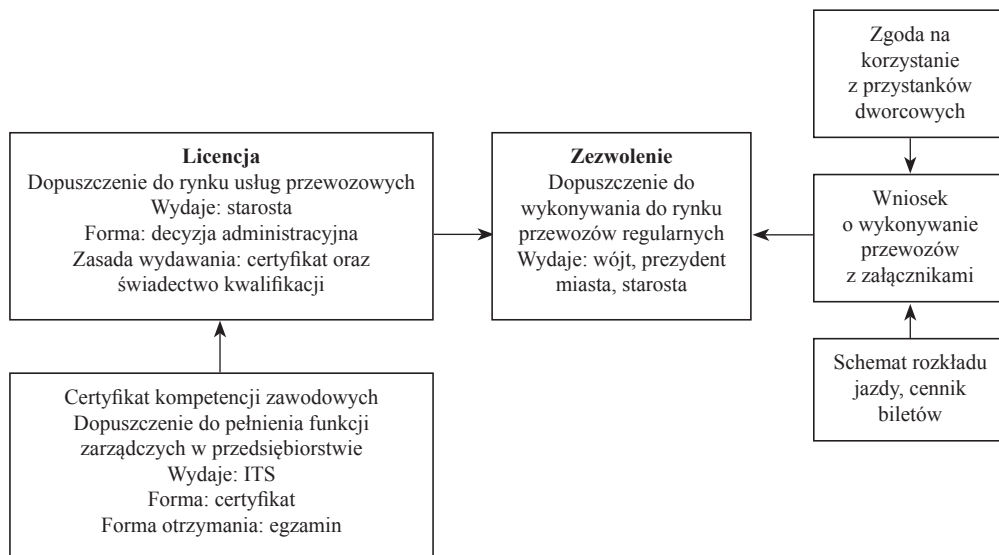 Zgoda na
korzystanie
z przystanków
dworcowych
Licencja
Dopuszczenie do rynku usług przewozowych
Wydaje: starosta
Forma: decyzja administracyjna
Zasada wydawania: certyfikat oraz
świadectwo kwalifikacji
Zezwolenie
Dopuszczenie do
wykonywania do rynku
przewozów regularnych
Wydaje: wójt, prezydent
miasta, starosta
Wniosek
o wykonywanie
przewozów
z załącznikami
Certyfikat kompetencji zawodowych
Dopuszczenie do pełnienia funkcji
zarządczych w przedsiębiorstwie
Wydaje: ITS
Forma: certyfikat
Forma otrzymania: egzamin
Schemat rozkładu
jazdy, cennik
biletów